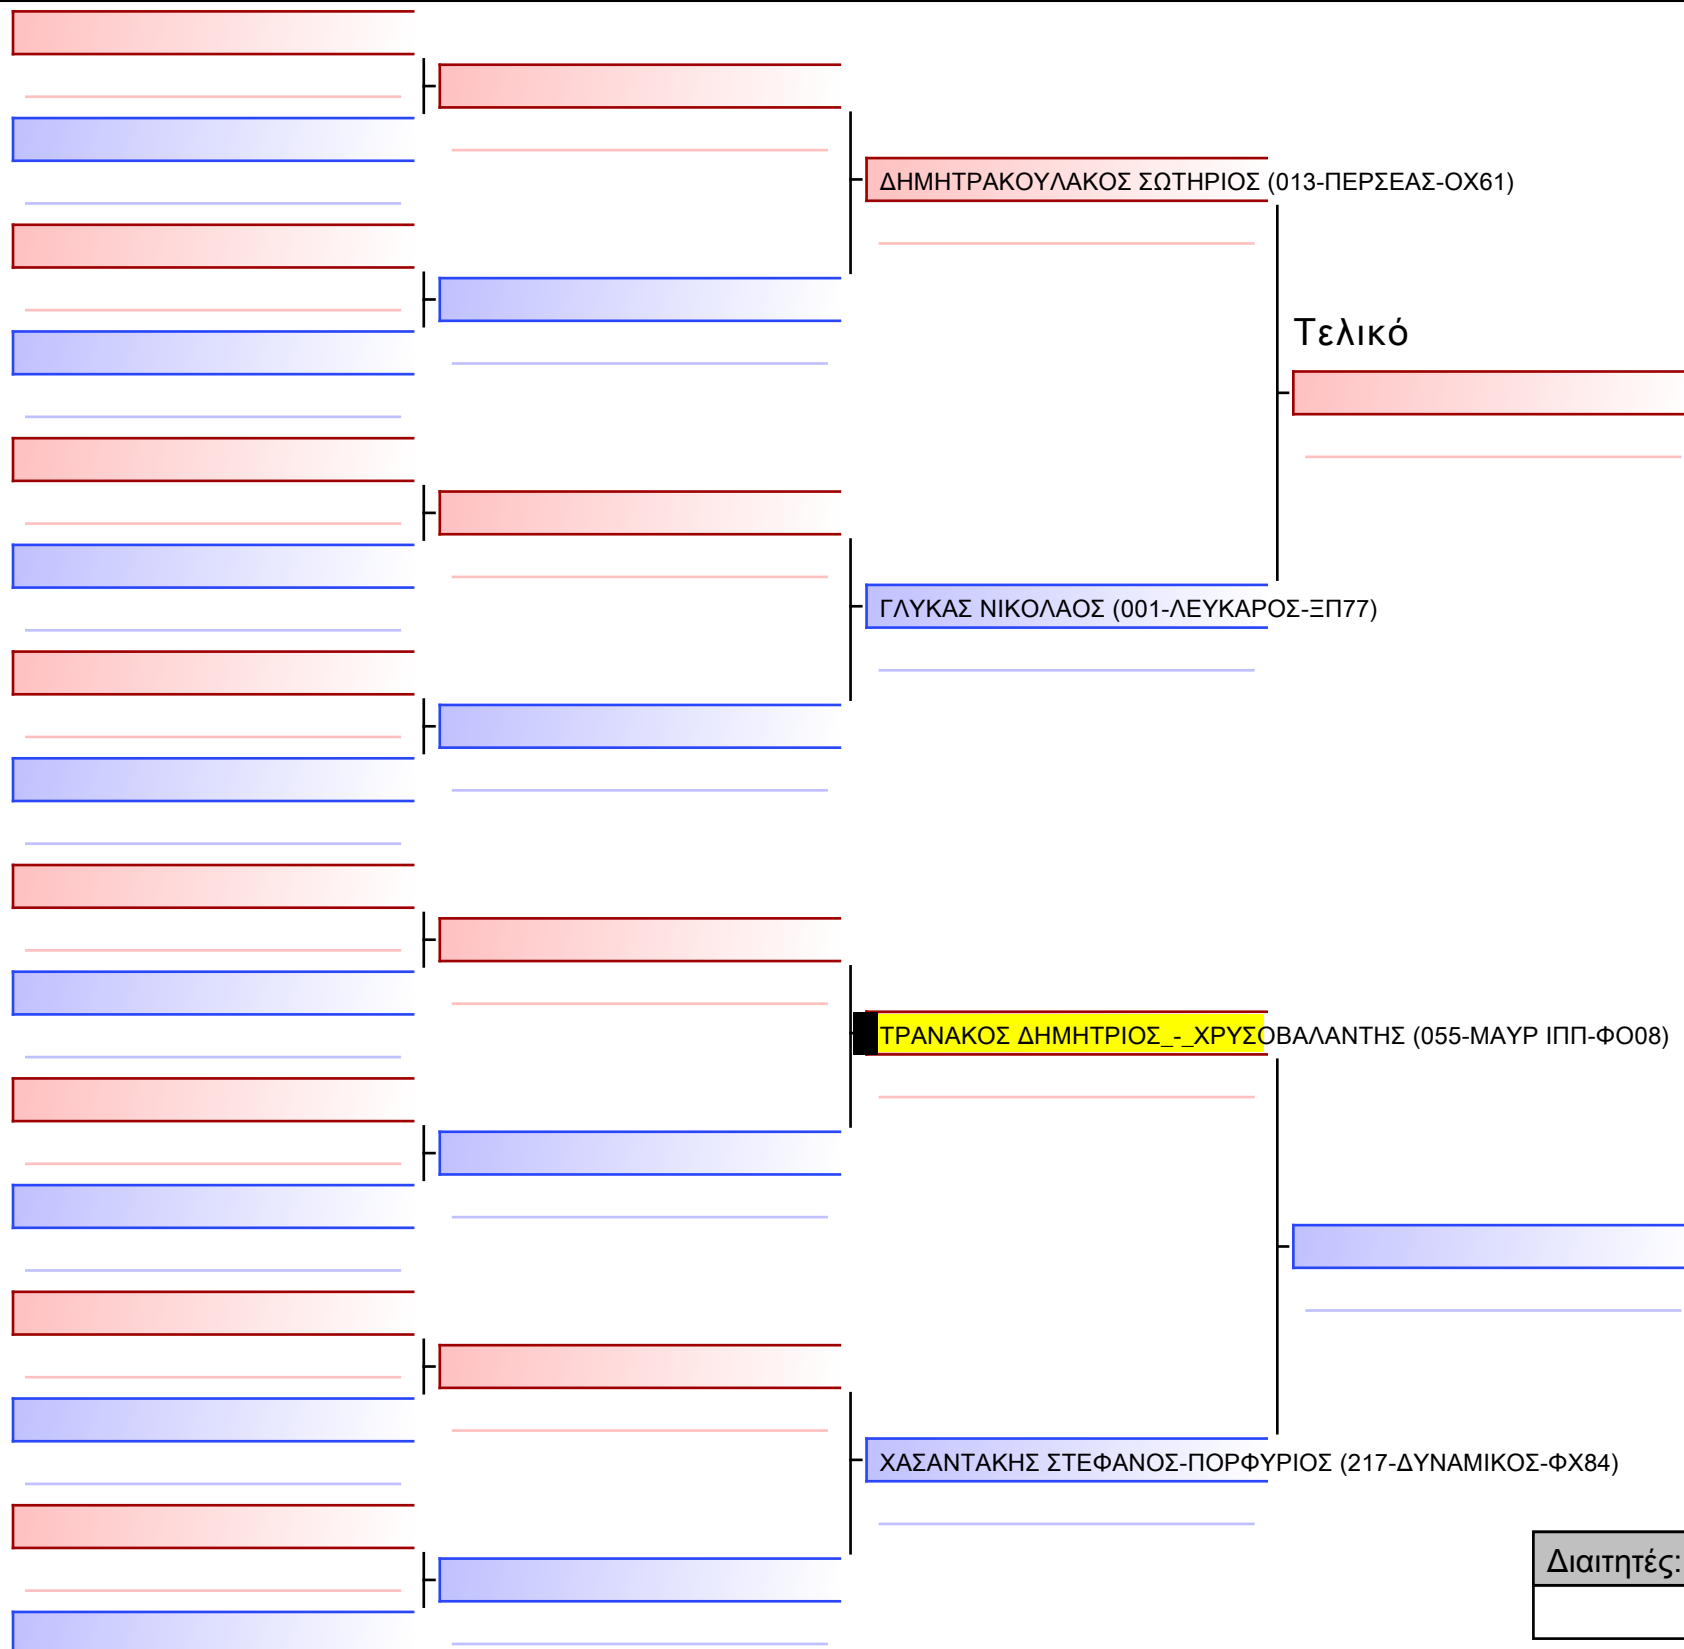 ΔΗΜΗΤΡΑΚΟΥΛΑΚΟΣ ΣΩΤΗΡΙΟΣ (013-ΠΕΡΣΕΑΣ-ΟΧ61)
Τελικό
ΓΛΥΚΑΣ ΝΙΚΟΛΑΟΣ (001-ΛΕΥΚΑΡΟΣ-ΞΠ77)
ΤΡΑΝΑΚΟΣ ΔΗΜΗΤΡΙΟΣ_-_ΧΡΥΣΟΒΑΛΑΝΤΗΣ (055-ΜΑΥΡ ΙΠΠ-ΦΟ08)
ΧΑΣΑΝΤΑΚΗΣ ΣΤΕΦΑΝΟΣ-ΠΟΡΦΥΡΙΟΣ (217-ΔΥΝΑΜΙΚΟΣ-ΦΧ84)
Διαιτητές: